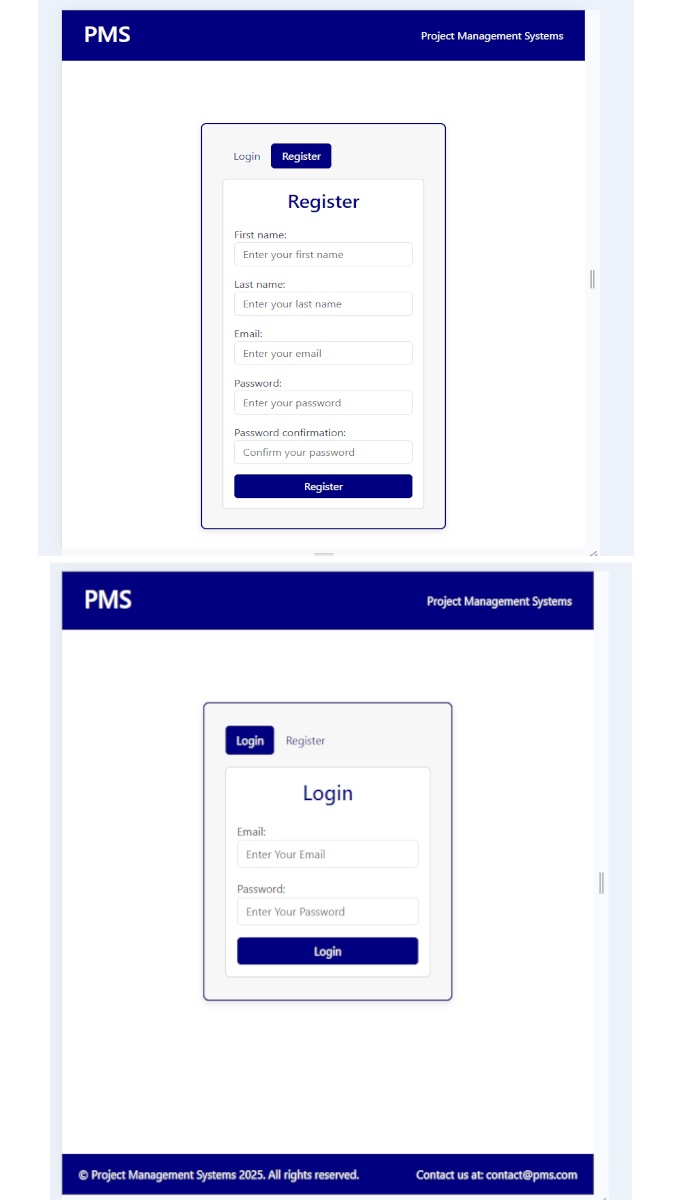 PMS Project Management Systems
Login Register
Register
First name:
Enter your first name
Last name:
Enter your last name
Email:
Enter your email
Password:
Enter your password
Password confirmation:
Confirm your password
Register
PMS Project Management Systems
Login Register
Login
Email:
Enter Your Email
Password:
Enter Your Password
Login
© Project Management Systems 2025. All rights reserved. Contact us at: contact@pms.com